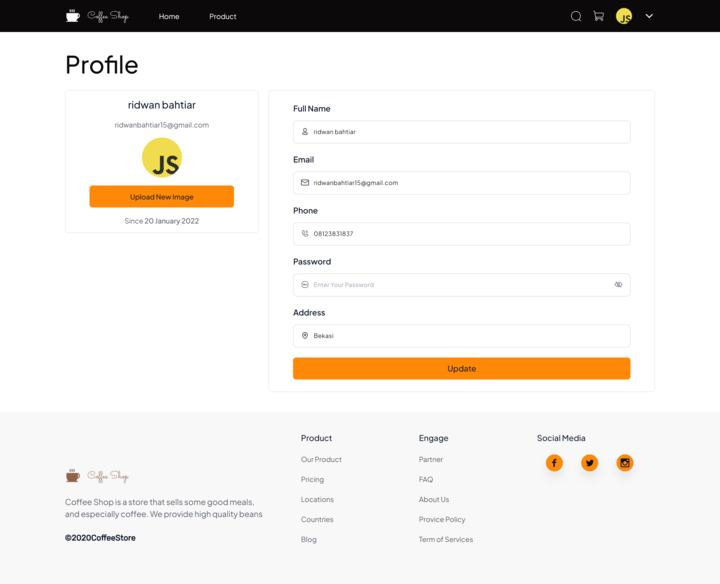 Coffee Shop
Home
Product
JS
Profile
ridwan bahtiar
ridwanbahtiar15@gmail.com
JS
Upload New Image
Since 20 January 2022
Full Name
ridwan bahtiar
Email
ridwanbahtiar15@gmail.com
Phone
08123831837
Password
Enter Your Password
Address
Bekasi
Update
Coffee Shop
Coffee Shop is a store that sells some good meals,
and especially coffee. We provide high quality beans
©2020CoffeeStore
Product
Our Product
Pricing
Locations
Countries
Blog
Engage
Partner
FAQ
About Us
Provice Policy
Term of Services
Social Media